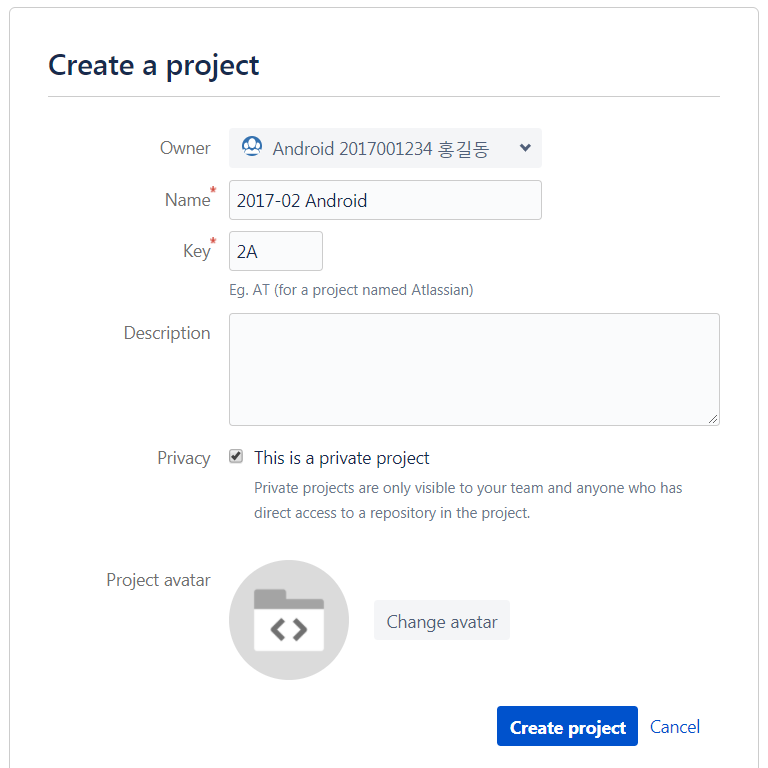 Create a project
Owner Android 2017001234 홍길동
Name* 2017-02 Android
Key* 2A
Eg. AT (for a project named Atlassian)
Description
Privacy This is a private project
Private projects are only visible to your team and anyone who has
direct access to a repository in the project.
Project avatar
Change avatar
Create project Cancel